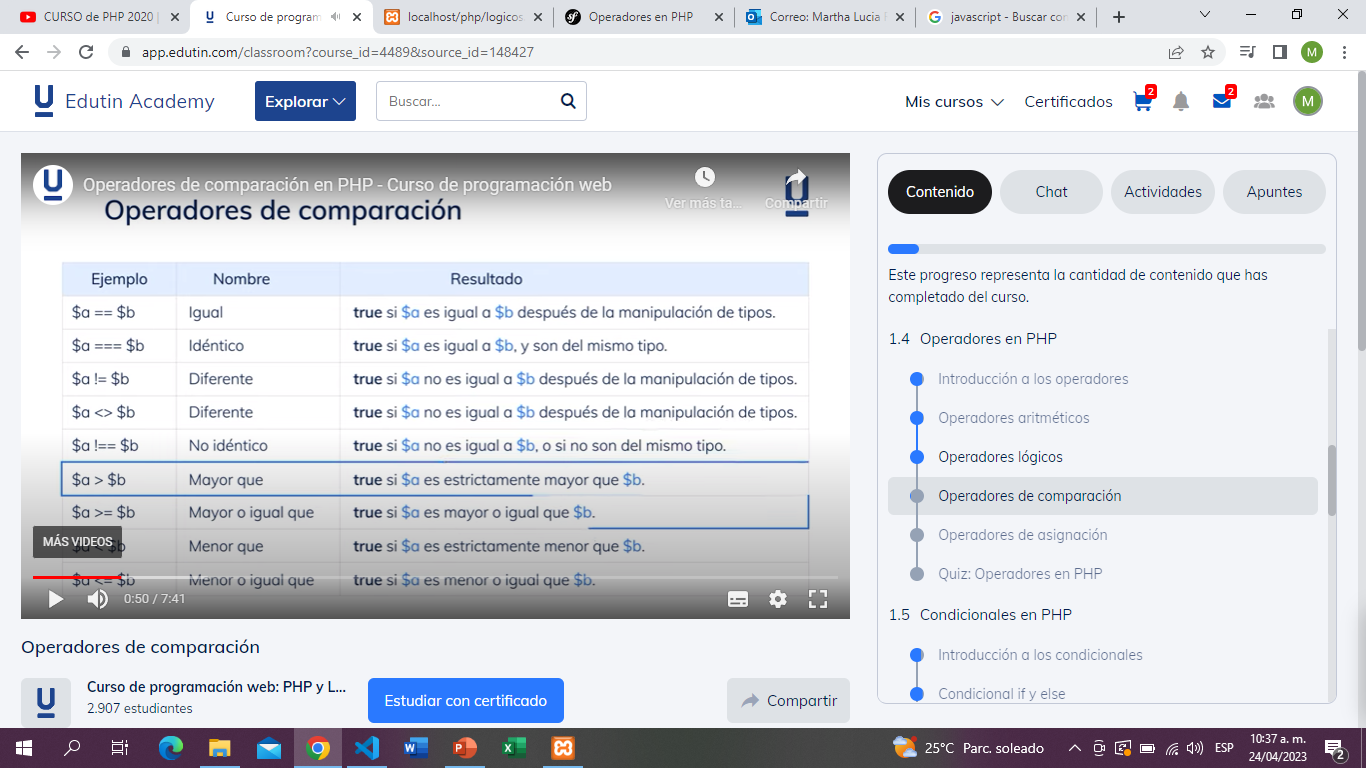 CURSO de PHP 2020 |
Curso de program
localhost/php/logicos.
Operadores en PHP
Correo: Martha Lucia
javascript - Buscar con
app.edutin.com/classroom?course_id=4489&source_id=148427
M
Edutin Academy
Explorar
Buscar...
Mis cursos
Certificados
2
2
M
Operadores de comparación en PHP - Curso de programación web
Ver más ta...
Compartir
Operadores de comparación
Ejemplo Nombre Resultado
$a == $b Igual true si $a es igual a $b después de la manipulación de tipos.
$a === $b Idéntico true si $a es igual a $b, y son del mismo tipo.
$a != $b Diferente true si $a no es igual a $b después de la manipulación de tipos.
$a <> $b Diferente true si $a no es igual a $b después de la manipulación de tipos.
$a !== $b No idéntico true si $a no es igual a $b, o si no son del mismo tipo.
$a > $b Mayor que true si $a es estrictamente mayor que $b.
$a >= $b Mayor o igual que true si $a es mayor o igual que $b.
$a < $b Menor que true si $a es estrictamente menor que $b.
$a <= $b Menor o igual que true si $a es menor o igual que $b.
MÁS VIDEOS
0:50 / 7:41
Operadores de comparación
Curso de programación web: PHP y L...
2.907 estudiantes
Estudiar con certificado
Compartir
Contenido
Chat
Actividades
Apuntes
Este progreso representa la cantidad de contenido que has
completado del curso.
1.4 Operadores en PHP
Introducción a los operadores
Operadores aritméticos
Operadores lógicos
Operadores de comparación
Operadores de asignación
Quiz: Operadores en PHP
1.5 Condicionales en PHP
Introducción a los condicionales
Condicional if y else
25°C Parc. soleado
ESP
10:37 a. m.
24/04/2023
2